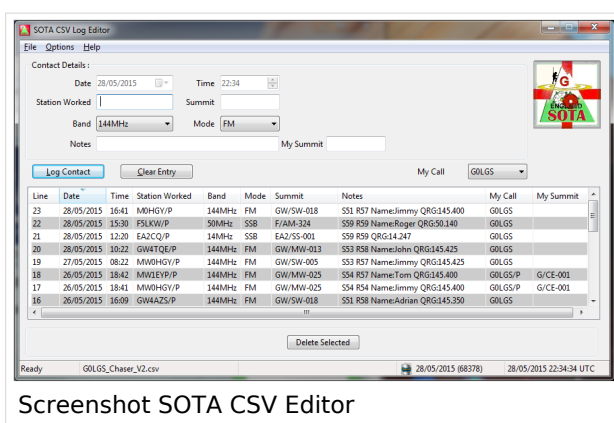 SOTA CSV Log Editor
File Options Help
Contact Details :
Date 28/05/2015 Time 22:34
Station Worked Summit
Band 144MHz Mode FM
Notes My Summit
G
ENGLAND
SOTA
Log Contact Clear Entry My Call G0LGS
Line Date Time Station Worked Band Mode Summit Notes My Call My Summit
23 28/05/2015 16:41 M0HGY/P 144MHz FM GW/SW-018 S51 R57 Name:Jimmy QRG:145.400 G0LGS
22 28/05/2015 15:30 F5LKW/P 50MHz SSB F/AM-324 S59 R59 Name:Roger QRG:50.140 G0LGS
21 28/05/2015 12:20 EA2CQ/P 14MHz SSB EA2/SS-001 S59 R59 QRG:14.247 G0LGS
20 28/05/2015 10:22 GW4TQE/P 144MHz FM GW/MW-013 S53 R58 Name:John QRG:145.425 G0LGS
19 27/05/2015 08:22 MW0HGY/P 144MHz FM GW/SW-005 S53 R57 Name:Jimmy QRG:145.425 G0LGS
18 26/05/2015 18:42 MW1EYP/P 144MHz FM GW/MW-025 S54 R57 Name:Tom QRG:145.400 G0LGS/P G/CE-001
17 26/05/2015 18:41 MW0HGY/P 144MHz FM GW/MW-025 S54 R57 Name:Jimmy QRG:145.400 G0LGS/P G/CE-001
16 26/05/2015 16:09 GW4AZS/P 144MHz FM GW/SW-018 S51 R58 Name:Adrian QRG:145.350 G0LGS
Delete Selected
Ready G0LGS_Chaser_V2.csv 28/05/2015 (68378) 28/05/2015 22:34:34 UTC
Screenshot SOTA CSV Editor